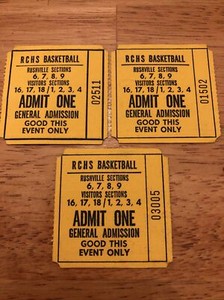 RCHS BASKETBALL
RUSHVILLE SECTIONS
6, 7, 8, 9
VISITORS SECTIONS
16, 17, 18 / 1, 2, 3, 4
ADMIT ONE
GENERAL ADMISSION
GOOD THIS
EVENT ONLY
02511
RCHS BASKETBALL
RUSHVILLE SECTIONS
6, 7, 8, 9
VISITORS SECTIONS
16, 17, 18 / 1, 2, 3, 4
ADMIT ONE
GENERAL ADMISSION
GOOD THIS
EVENT ONLY
01502
RCHS BASKETBALL
RUSHVILLE SECTIONS
6, 7, 8, 9
VISITORS SECTIONS
16, 17, 18 / 1, 2, 3, 4
ADMIT ONE
GENERAL ADMISSION
GOOD THIS
EVENT ONLY
03005